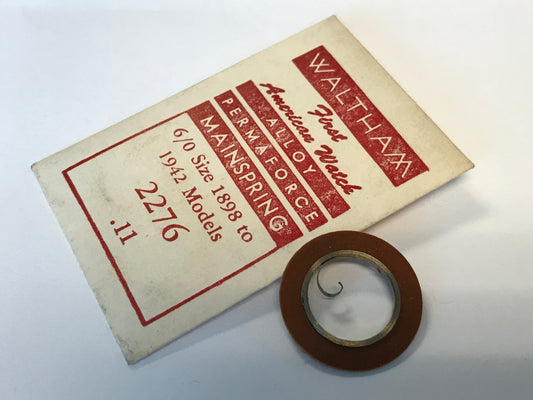 WALTHAM
First
American Watch
ALLOY
PERMAFORCE
MAINSPRING
6/0 Size 1898 to
1942 Models
2276
.11